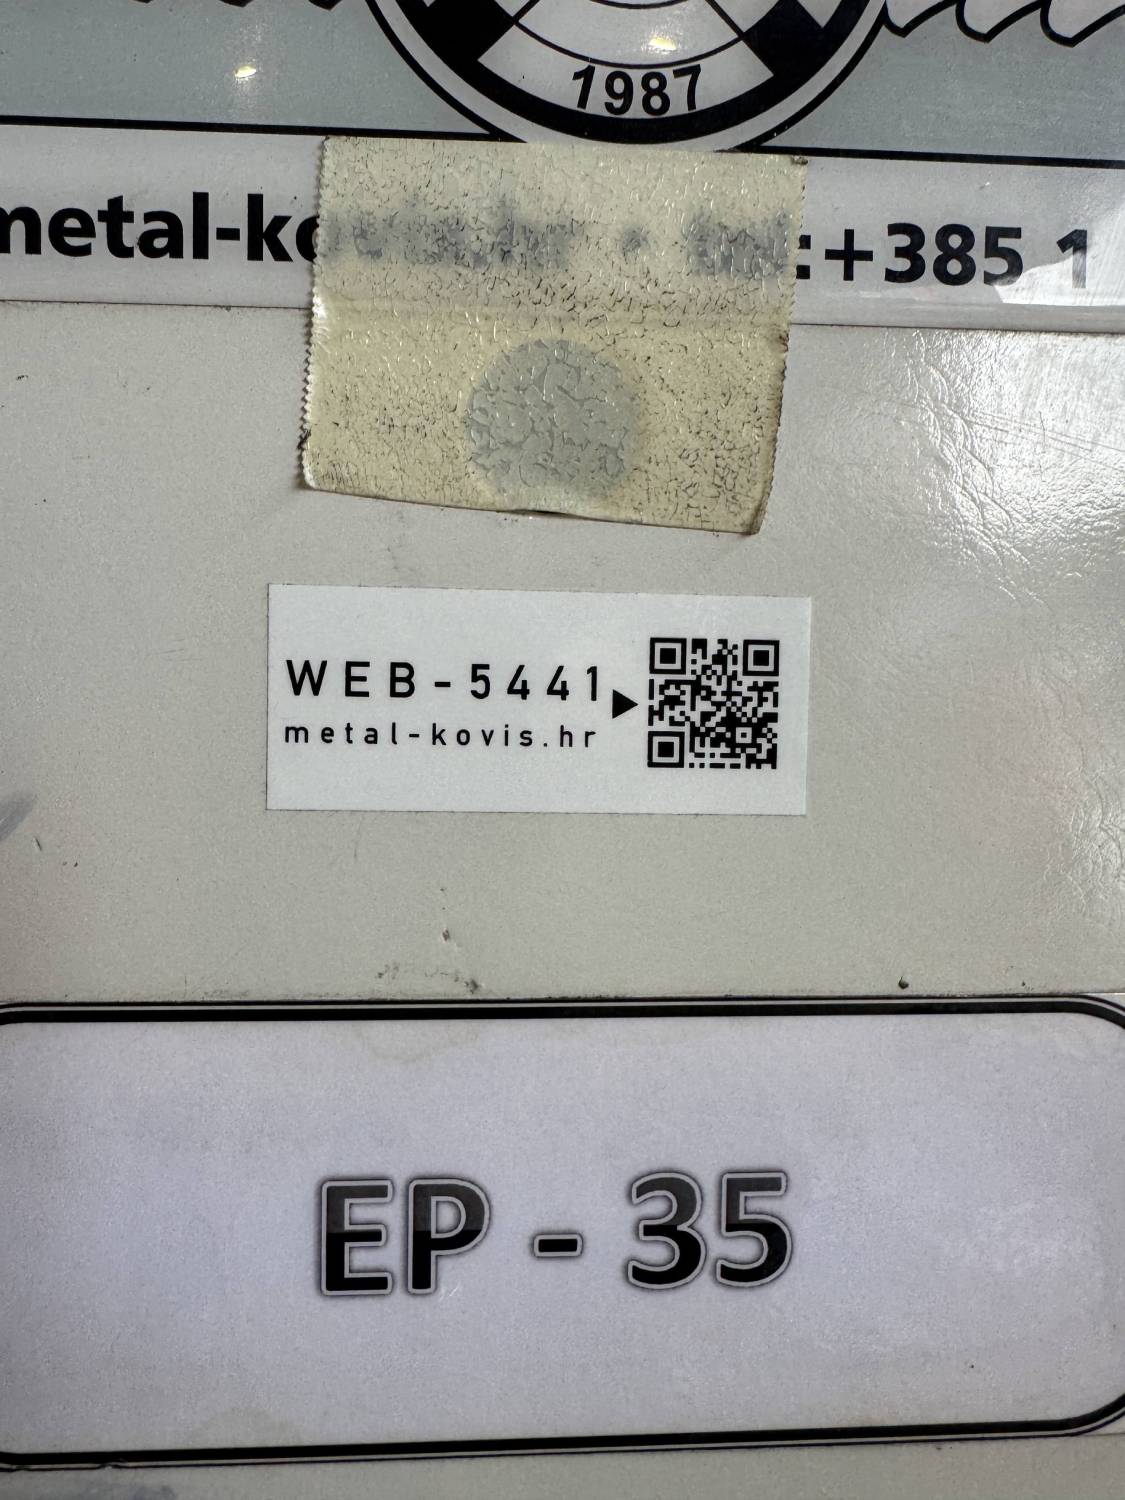 1987
metal-ko :+385 1
WEB-5441
metal-kovis.hr
EP - 35